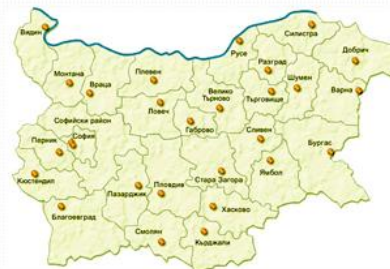 Видин
Силистра
Русе
Добрич
Монтана
Плевен
Разград
Шумен
Враца
Велико
Търново
Търговище
Варна
Ловеч
Габрово
Софийски район
София
Перник
Сливен
Бургас
Кюстендил
Ямбол
Стара Загора
Пловдив
Пазарджик
Благоевград
Хасково
Смолян
Кърджали